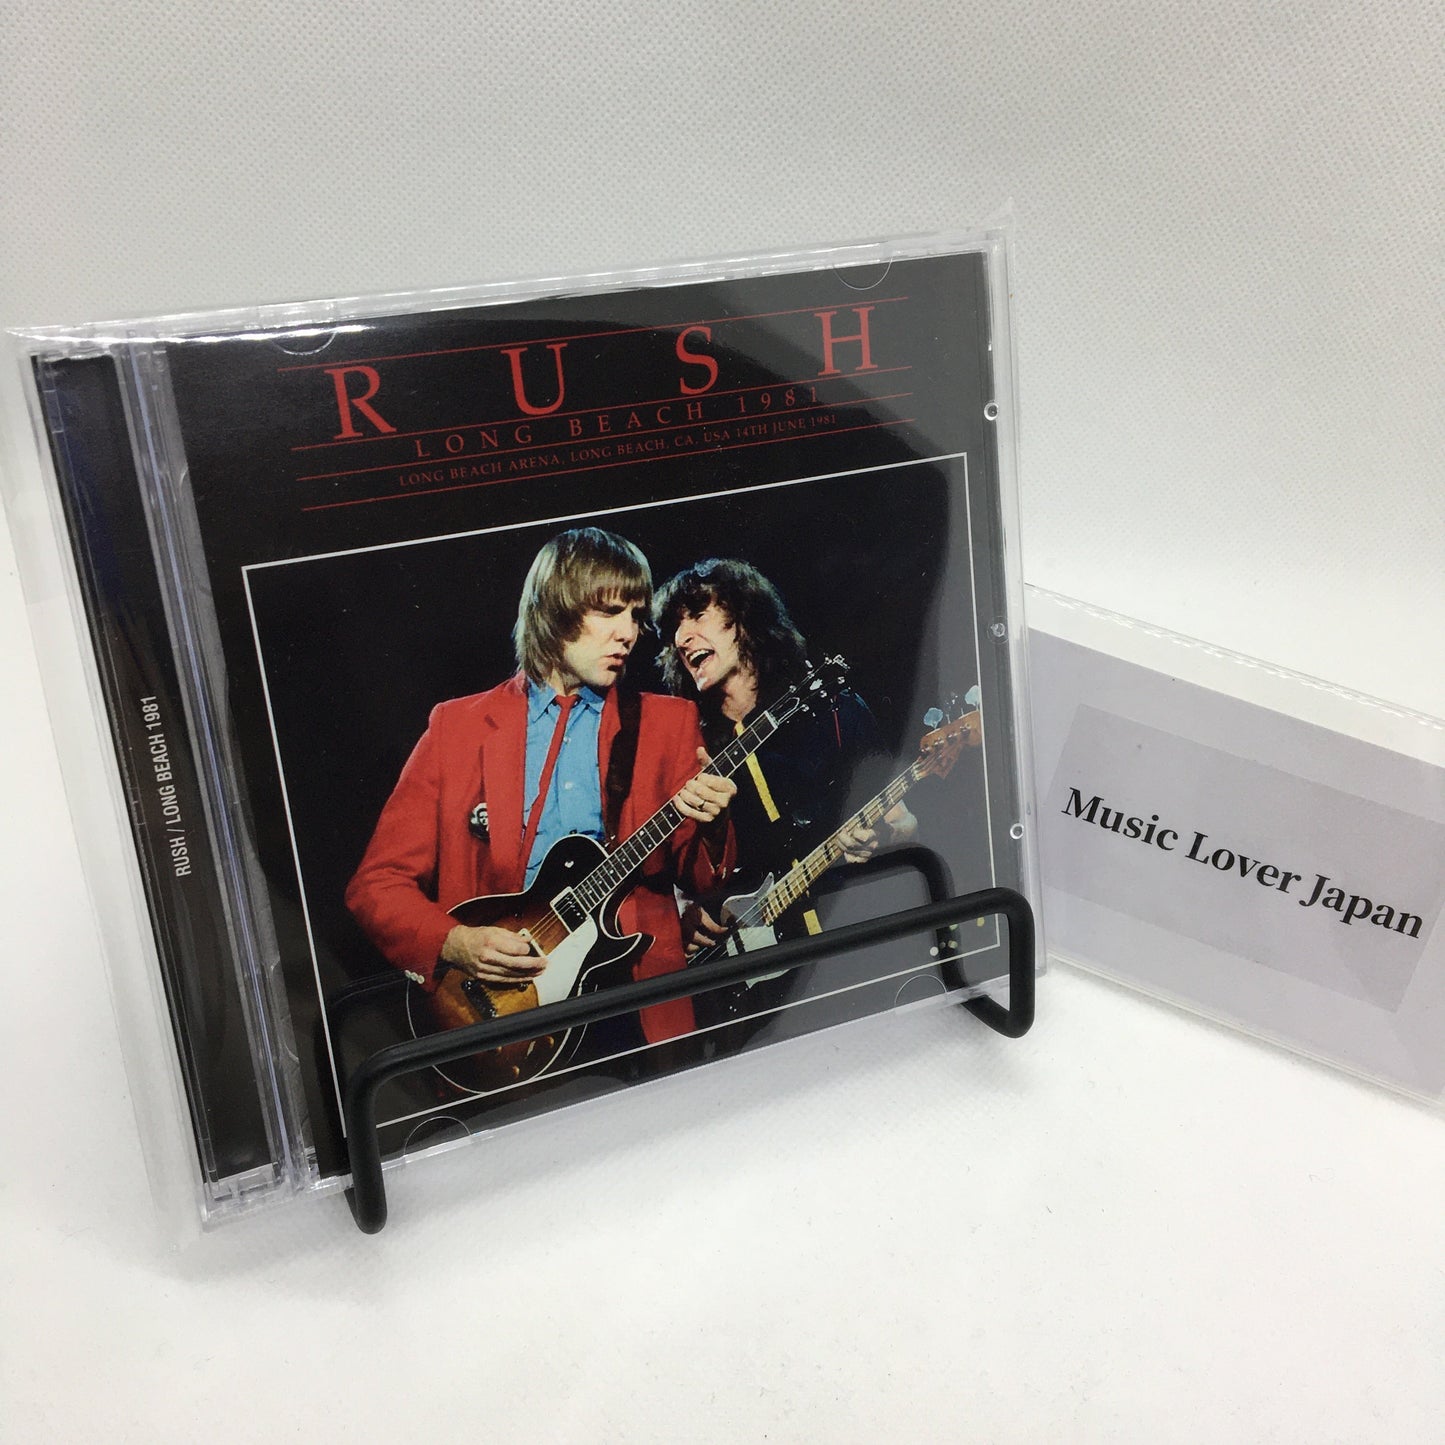 RUSH
LONG BEACH 1981
LONG BEACH ARENA, LONG BEACH, CA. USA 14TH JUNE 1981
RUSH / LONG BEACH 1981
Music Lover Japan